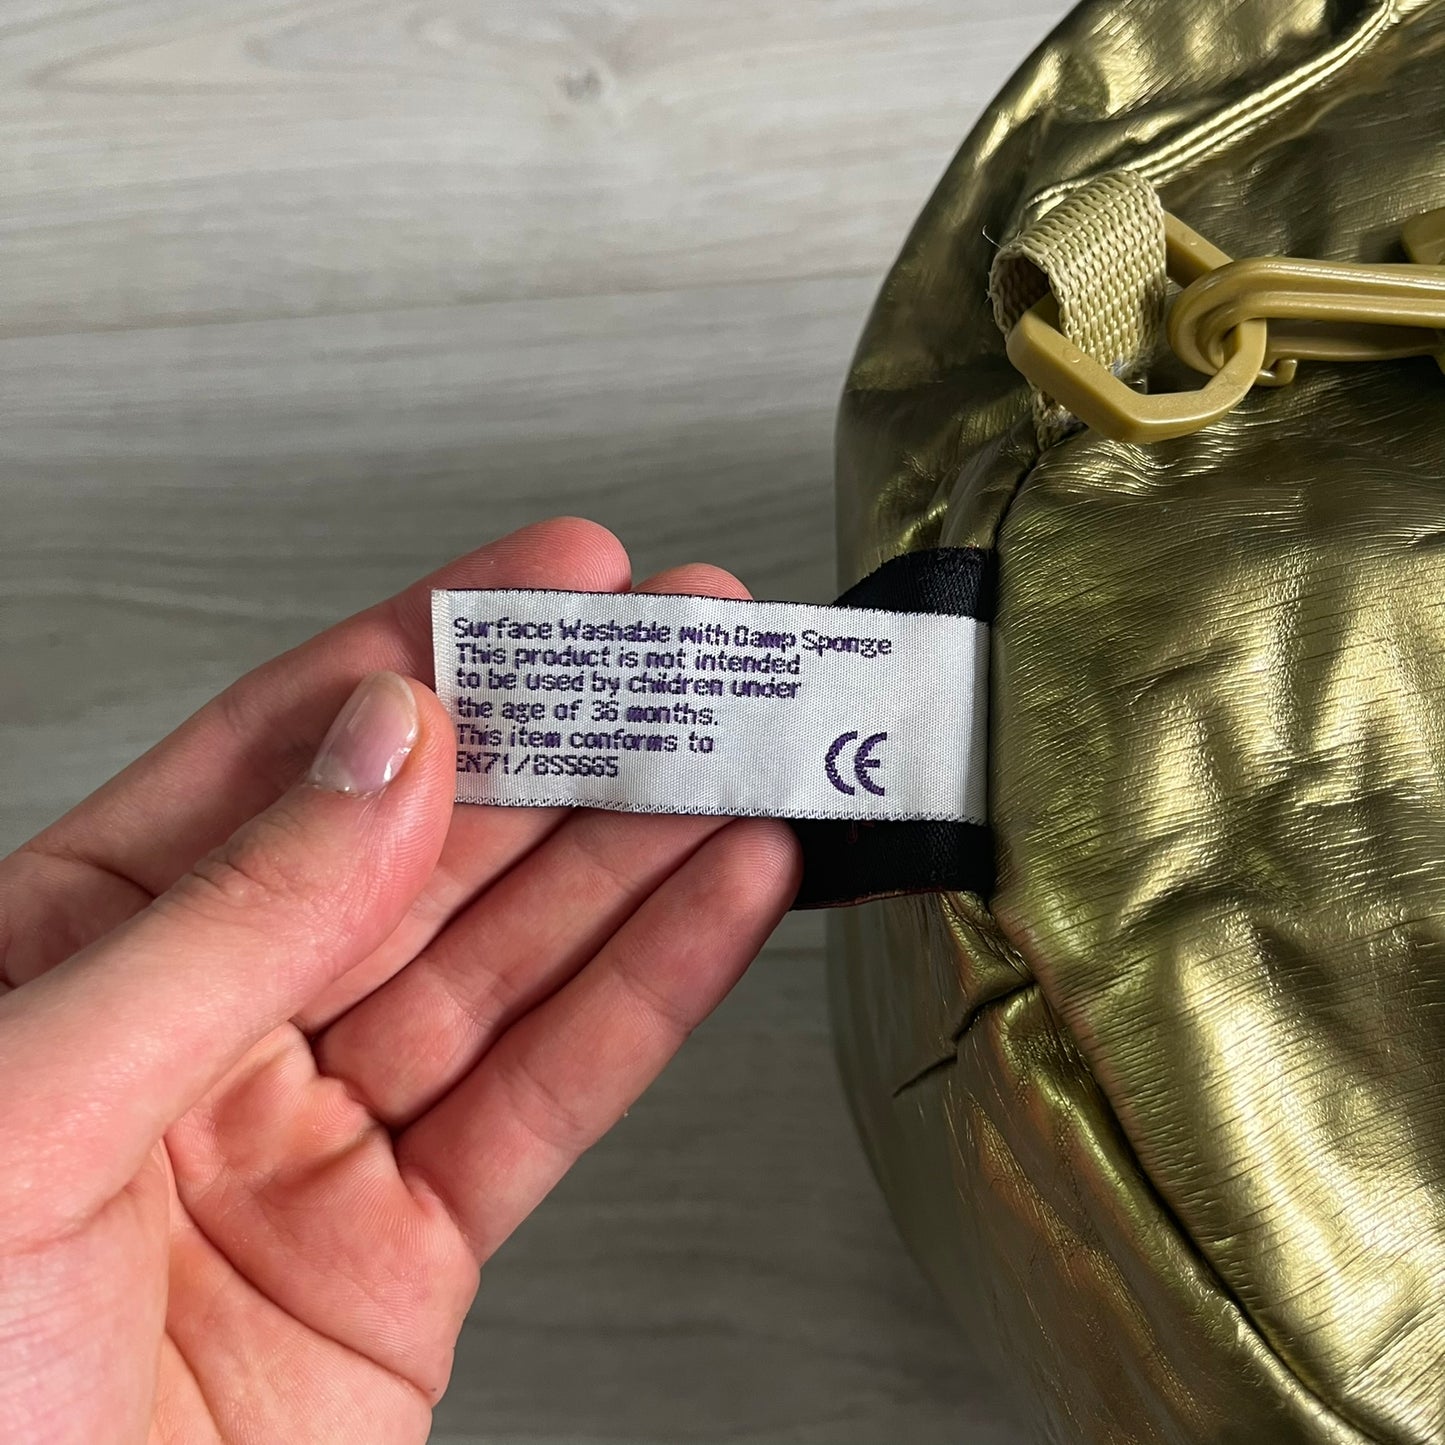 Surface Washable with Damp Sponge
This product is not intended
to be used by children under
the age of 36 months.
This item conforms to
EN71/BS5665
CE